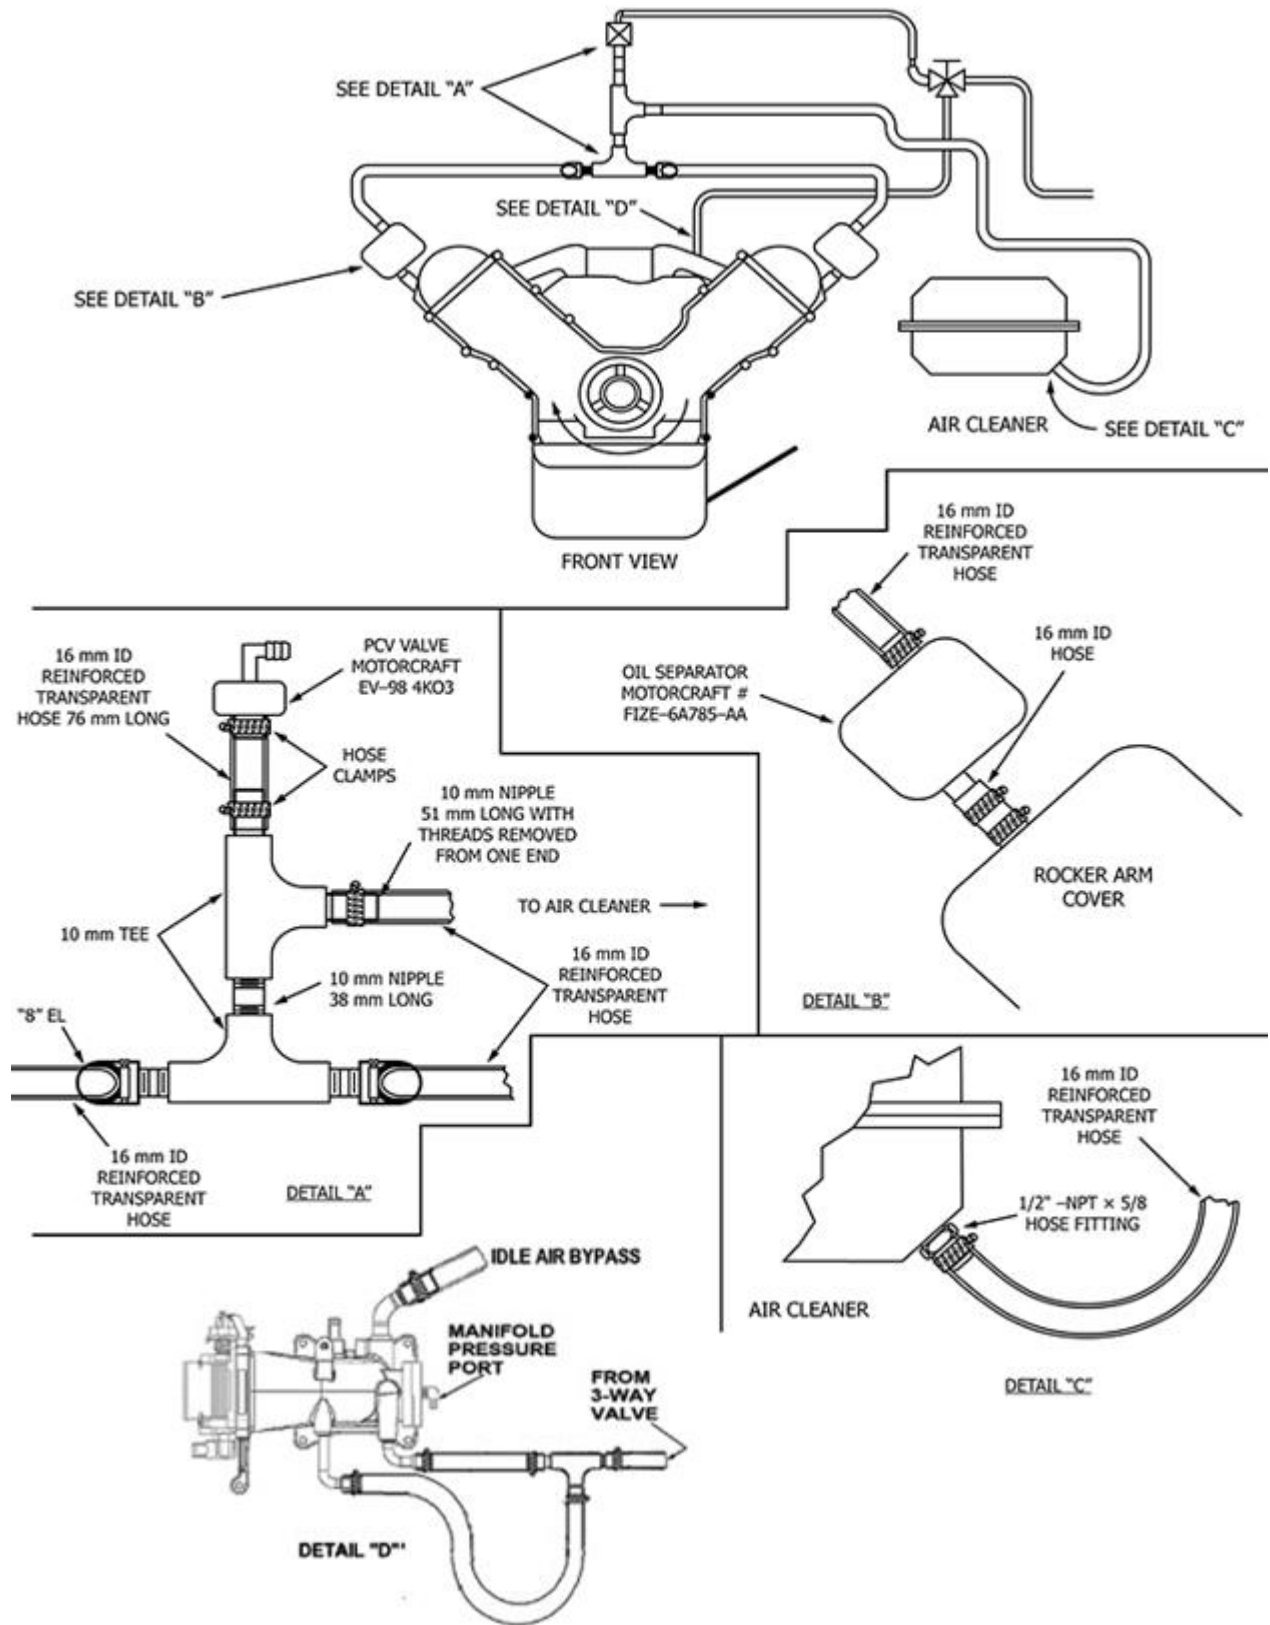 SEE DETAIL "A"
SEE DETAIL "D"
SEE DETAIL "B"
AIR CLEANER
SEE DETAIL "C"
FRONT VIEW
16 mm ID
REINFORCED
TRANSPARENT
HOSE 76 mm LONG
PCV VALVE
MOTORCRAFT
EV–98 4KO3
HOSE
CLAMPS
10 mm NIPPLE
51 mm LONG WITH
THREADS REMOVED
FROM ONE END
TO AIR CLEANER
10 mm TEE
10 mm NIPPLE
38 mm LONG
16 mm ID
REINFORCED
TRANSPARENT
HOSE
"8" EL
16 mm ID
REINFORCED
TRANSPARENT
HOSE
DETAIL "A"
16 mm ID
REINFORCED
TRANSPARENT
HOSE
16 mm ID
HOSE
OIL SEPARATOR
MOTORCRAFT #
FIZE–6A785–AA
ROCKER ARM
COVER
DETAIL "B"
16 mm ID
REINFORCED
TRANSPARENT
HOSE
1/2" –NPT × 5/8
HOSE FITTING
AIR CLEANER
DETAIL "C"
IDLE AIR BYPASS
MANIFOLD
PRESSURE
PORT
FROM
3-WAY
VALVE
DETAIL "D"'